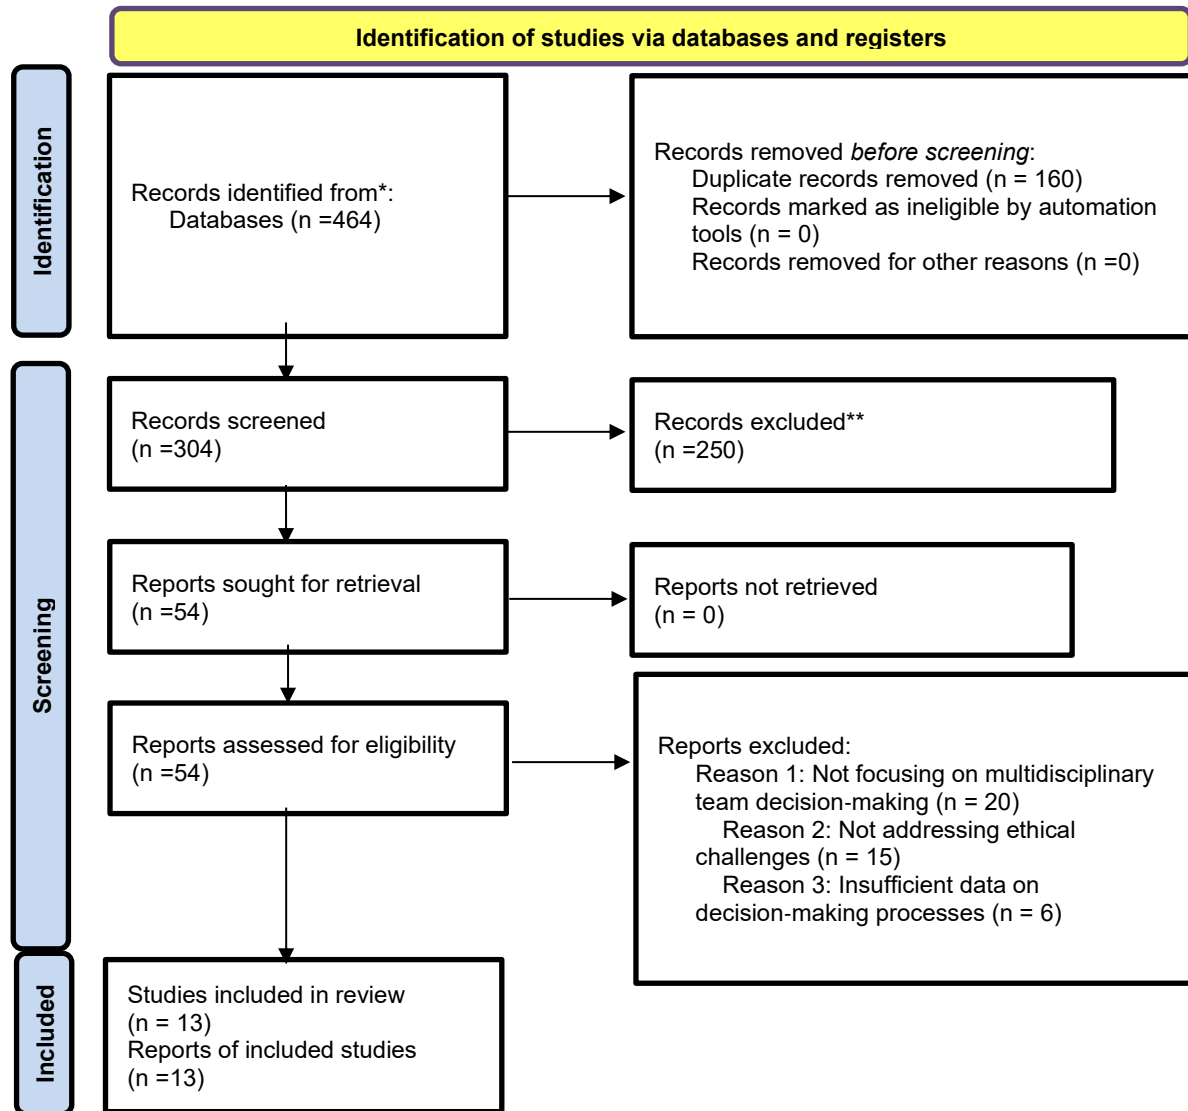 Identification of studies via databases and registers
Identification
Records identified from*:
Databases (n =464)
Records removed before screening:
Duplicate records removed (n = 160)
Records marked as ineligible by automation
tools (n = 0)
Records removed for other reasons (n =0)
Screening
Records screened
(n =304)
Records excluded**
(n =250)
Reports sought for retrieval
(n =54)
Reports not retrieved
(n = 0)
Reports assessed for eligibility
(n =54)
Reports excluded:
Reason 1: Not focusing on multidisciplinary
team decision-making (n = 20)
Reason 2: Not addressing ethical
challenges (n = 15)
Reason 3: Insufficient data on
decision-making processes (n = 6)
Included
Studies included in review
(n = 13)
Reports of included studies
(n =13)